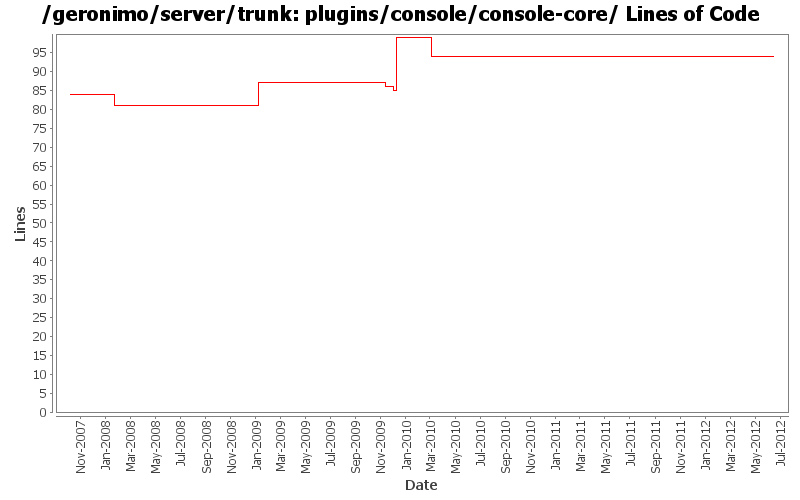 /geronimo/server/trunk: plugins/console/console-core/ Lines of Code
Lines
95
90
85
80
75
70
65
60
55
50
45
40
35
30
25
20
15
10
5
0
Nov-2007
Jan-2008
Mar-2008
May-2008
Jul-2008
Sep-2008
Nov-2008
Jan-2009
Mar-2009
May-2009
Jul-2009
Sep-2009
Nov-2009
Jan-2010
Mar-2010
May-2010
Jul-2010
Sep-2010
Nov-2010
Jan-2011
Mar-2011
May-2011
Jul-2011
Sep-2011
Nov-2011
Jan-2012
Mar-2012
May-2012
Jul-2012
Date